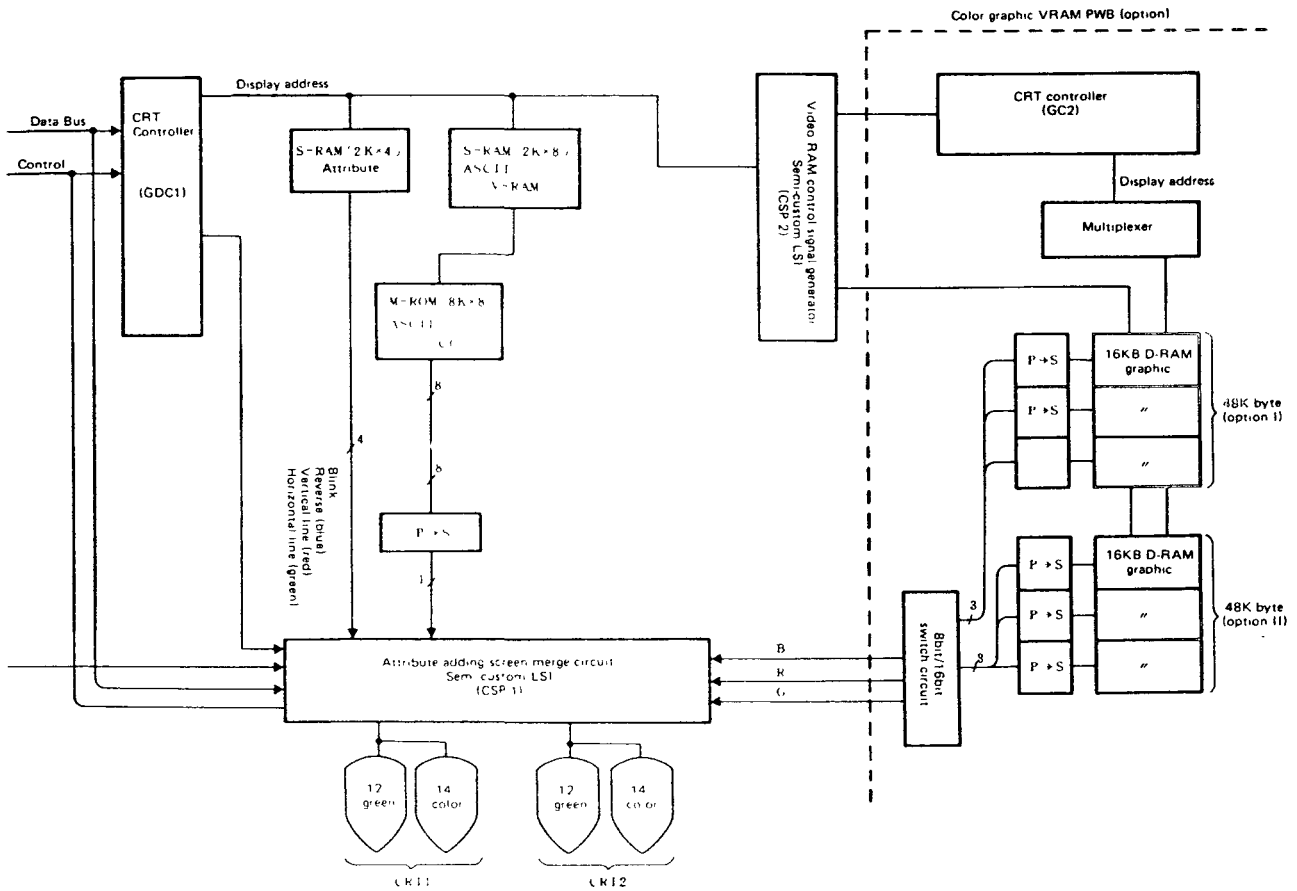 Color graphic VRAM PWB (option)
Display address
Data Bus
Control
CRT
Controller
(GDC1)
S-RAM (2K×4)
Attribute
S-RAM (2K×8)
ASCII
V-RAM
Video RAM control signal generator
Semi-custom LSI
(CSP 2)
CRT controller
(GC2)
Display address
Multiplexer
M-ROM 8K×8
ASCII
8
8
4
Blink
Reverse (blue)
Vertical line (red)
Horizontal line (green)
P→S
1
P→S
P→S
16KB D-RAM
graphic
〃
〃
48K byte
(option I)
P→S
P→S
P→S
16KB D-RAM
graphic
〃
〃
48K byte
(option II)
3
3
8bit/16bit
switch circuit
B
R
G
Attribute adding screen merge circuit
Semi custom LSI
(CSP 1)
12
green
14
color
12
green
14
color
CRT1
CRT2